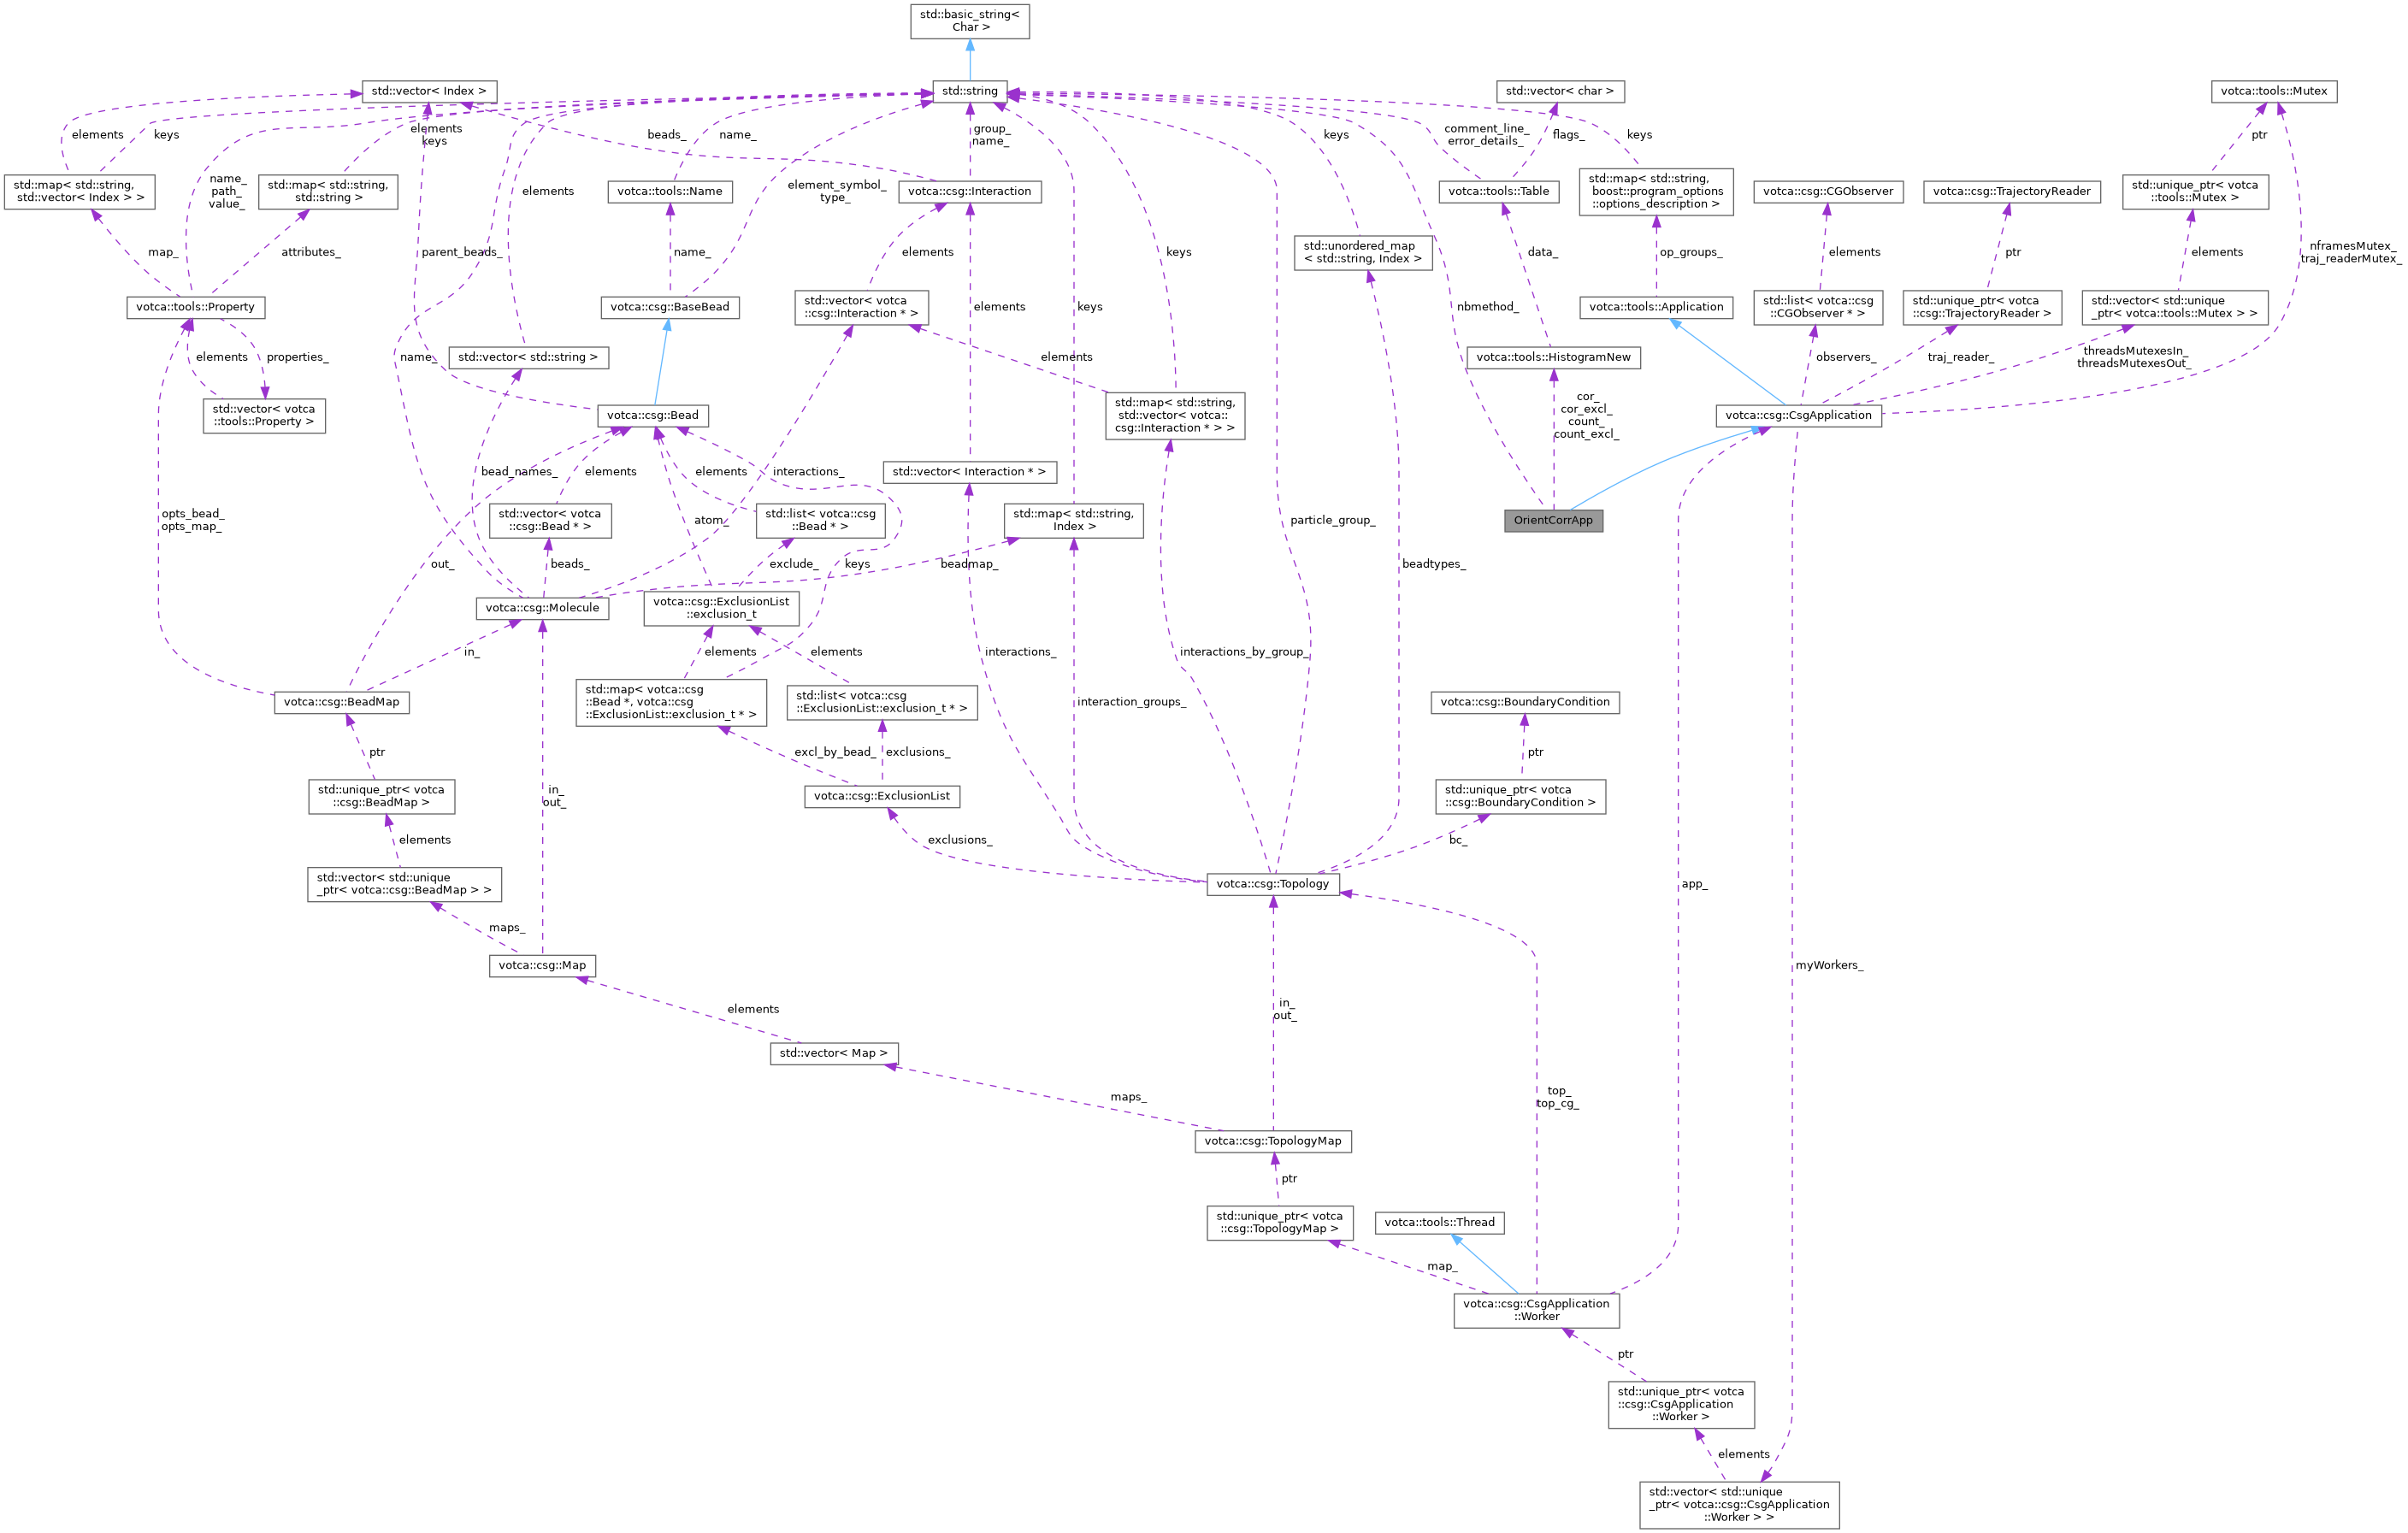 std::basic_string<
Char >
std::vector< Index >
std::string
std::vector< char >
votca::tools::Mutex
elements
keys
elements
keys
beads_
name_
group_
name_
keys
comment_line_
error_details_
flags_
keys
ptr
std::map< std::string,
std::vector< Index > >
name_
path_
value_
std::map< std::string,
std::string >
elements
votca::tools::Name
element_symbol_
type_
votca::csg::Interaction
votca::tools::Table
std::map< std::string,
boost::program_options
::options_description >
votca::csg::CGObserver
votca::csg::TrajectoryReader
std::unique_ptr< votca
::tools::Mutex >
map_
attributes_
parent_beads_
name_
elements
keys
std::unordered_map
< std::string, Index >
data_
op_groups_
elements
ptr
elements
nframesMutex_
traj_readerMutex_
votca::tools::Property
votca::csg::BaseBead
std::vector< votca
::csg::Interaction * >
elements
keys
nbmethod_
votca::tools::Application
std::list< votca::csg
::CGObserver * >
std::unique_ptr< votca
::csg::TrajectoryReader >
std::vector< std::unique
_ptr< votca::tools::Mutex > >
elements
properties_
name_
std::vector< std::string >
elements
votca::tools::HistogramNew
observers_
traj_reader_
threadsMutexesIn_
threadsMutexesOut_
std::vector< votca
::tools::Property >
votca::csg::Bead
std::map< std::string,
std::vector< votca::
csg::Interaction * > >
cor_
cor_excl_
count_
count_excl_
votca::csg::CsgApplication
bead_names_
elements
elements
interactions_
std::vector< Interaction * >
opts_bead_
opts_map_
std::vector< votca
::csg::Bead * >
atom_
std::list< votca::csg
::Bead * >
std::map< std::string,
Index >
particle_group_
OrientCorrApp
out_
beads_
exclude_
keys
beadmap_
beadtypes_
votca::csg::Molecule
votca::csg::ExclusionList
::exclusion_t
in_
elements
elements
interactions_
interactions_by_group_
votca::csg::BeadMap
std::map< votca::csg
::Bead *, votca::csg
::ExclusionList::exclusion_t * >
std::list< votca::csg
::ExclusionList::exclusion_t * >
interaction_groups_
votca::csg::BoundaryCondition
ptr
excl_by_bead_
exclusions_
ptr
std::unique_ptr< votca
::csg::BeadMap >
in_
out_
votca::csg::ExclusionList
std::unique_ptr< votca
::csg::BoundaryCondition >
elements
exclusions_
bc_
std::vector< std::unique
_ptr< votca::csg::BeadMap > >
votca::csg::Topology
app_
maps_
votca::csg::Map
myWorkers_
elements
in_
out_
std::vector< Map >
maps_
top_
top_cg_
votca::csg::TopologyMap
ptr
std::unique_ptr< votca
::csg::TopologyMap >
votca::tools::Thread
map_
votca::csg::CsgApplication
::Worker
ptr
std::unique_ptr< votca
::csg::CsgApplication
::Worker >
elements
std::vector< std::unique
_ptr< votca::csg::CsgApplication
::Worker > >